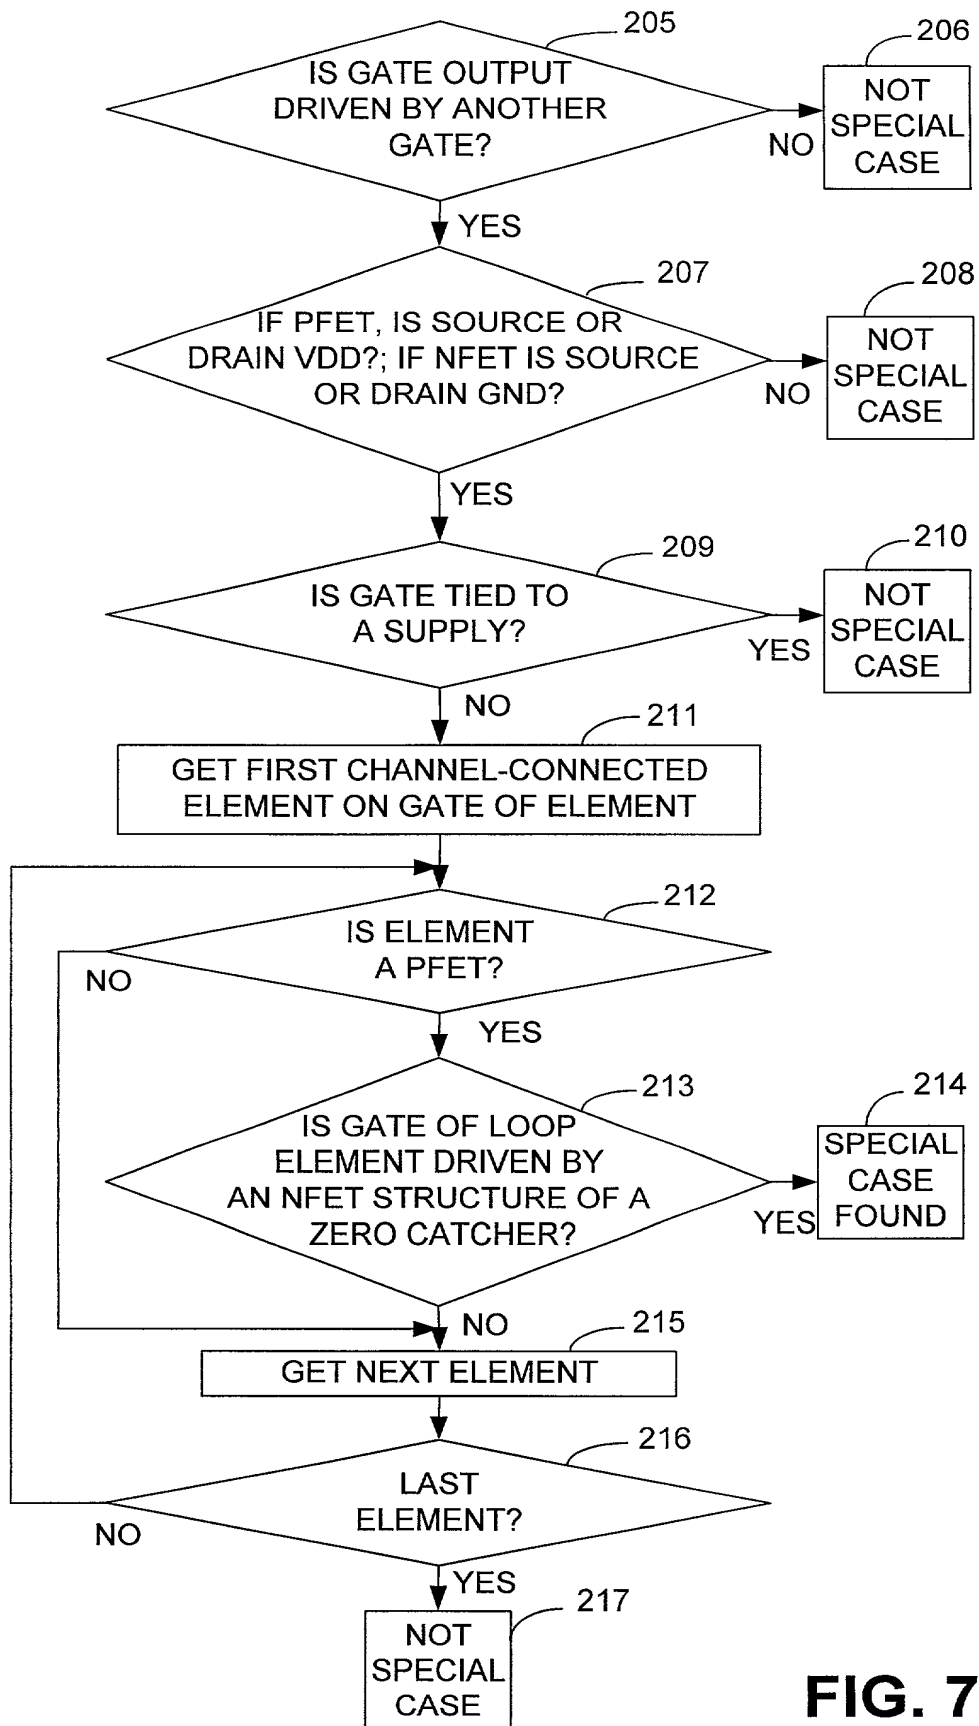 205
IS GATE OUTPUT
DRIVEN BY ANOTHER
GATE?
NO
206
NOT
SPECIAL
CASE
YES
207
IF PFET, IS SOURCE OR
DRAIN VDD?; IF NFET IS SOURCE
OR DRAIN GND?
NO
208
NOT
SPECIAL
CASE
YES
209
IS GATE TIED TO
A SUPPLY?
YES
210
NOT
SPECIAL
CASE
NO
211
GET FIRST CHANNEL-CONNECTED
ELEMENT ON GATE OF ELEMENT
212
IS ELEMENT
A PFET?
NO
YES
213
IS GATE OF LOOP
ELEMENT DRIVEN BY
AN NFET STRUCTURE OF A
ZERO CATCHER?
YES
214
SPECIAL
CASE
FOUND
NO
215
GET NEXT ELEMENT
216
LAST
ELEMENT?
NO
YES
217
NOT
SPECIAL
CASE
FIG. 7